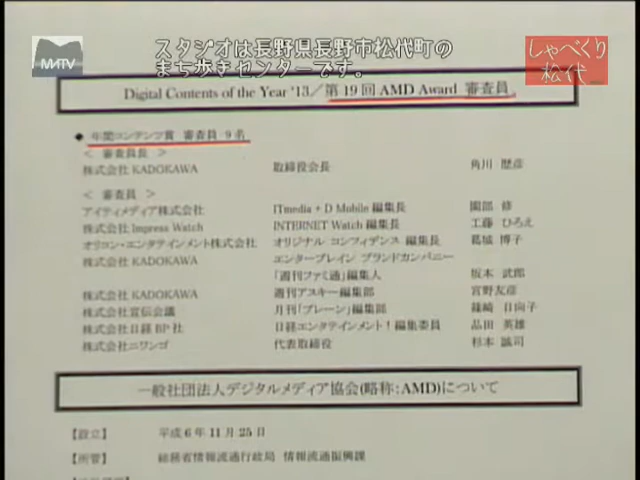 MATV
スタジオは長野県長野市松代町の
まち歩きセンターです。
しゃべくり
松代
Digital Contents of the Year '13／第19回 AMD Award 審査員
◆ 年間コンテンツ賞 審査員 9名
＜ 審査員長 ＞
株式会社 KADOKAWA 取締役会長 角川 歴彦
＜ 審査員 ＞
アイティメディア株式会社 ITmedia + D Mobile 編集長 園部 修
株式会社 Impress Watch INTERNET Watch 編集長 工藤 ひろえ
オリコン・エンタテインメント株式会社 オリジナル コンフィデンス 編集長 葛城 博子
株式会社 KADOKAWA エンターブレイン ブランドカンパニー
「週刊ファミ通」編集人 坂本 武郎
株式会社 KADOKAWA 週刊アスキー編集部 宮野友彦
株式会社宣伝会議 月刊「ブレーン」編集部 篠崎 日向子
株式会社日経 BP 社 日経エンタテインメント！編集委員 品田 英雄
株式会社ニワンゴ 代表取締役 杉本 誠司
一般社団法人デジタルメディア協会(略称：AMD)について
【設立】 平成6年11月25日
【所管】 総務省情報流通行政局 情報流通振興課